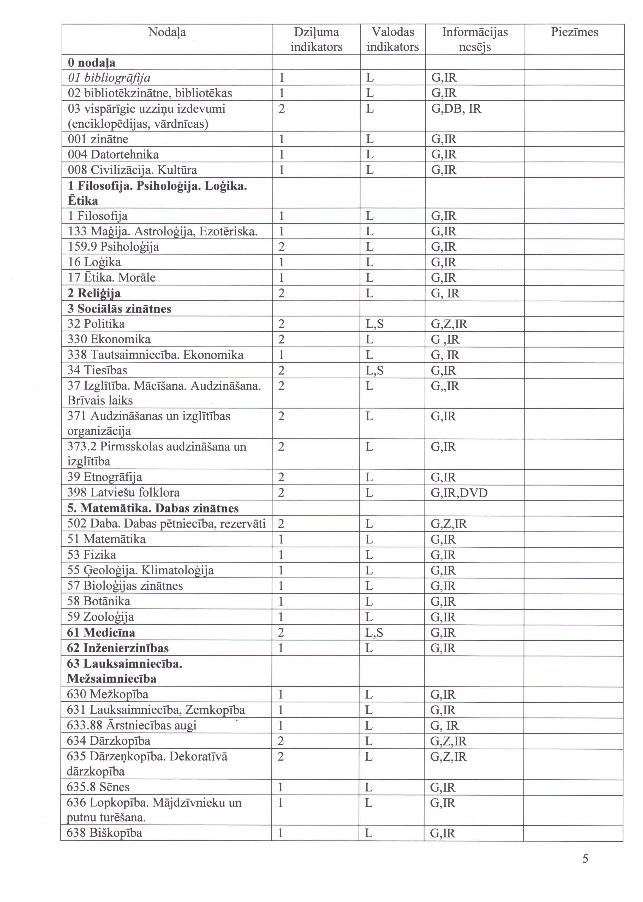 Nodaļa Dziļuma Valodas Informācijas Piezīmes
indikators indikators nesējs
0 nodaļa
01 bibliogrāfija 1 L G,IR
02 bibliotēkzinātne, bibliotēkas 1 L G,IR
03 vispārīgie uzziņu izdevumi 2 L G,DB, IR
(enciklopēdijas, vārdnīcas)
001 zinātne 1 L G,IR
004 Datortehnika 1 L G,IR
008 Civilizācija. Kultūra 1 L G,IR
1 Filosofija. Psiholoģija. Loģika.
Ētika
1 Filosofija 1 L G,IR
133 Maģija. Astroloģija, Ezotēriska. 1 L G,IR
159.9 Psiholoģija 2 L G,IR
16 Loģika 1 L G,IR
17 Ētika. Morāle 1 L G,IR
2 Reliģija 2 L G, IR
3 Sociālās zinātnes
32 Politika 2 L,S G,Z,IR
330 Ekonomika 2 L G ,IR
338 Tautsaimniecība. Ekonomika 1 L G, IR
34 Tiesības 2 L,S G,IR
37 Izglītība. Mācīšana. Audzināšana. 2 L G,,IR
Brīvais laiks
371 Audzināšanas un izglītības 2 L G,IR
organizācija
373.2 Pirmsskolas audzināšana un 2 L G,IR
izglītība
39 Etnogrāfija 2 L G,IR
398 Latviešu folklora 2 L G,IR,DVD
5. Matemātika. Dabas zinātnes
502 Daba. Dabas pētniecība, rezervāti 2 L G,Z,IR
51 Matemātika 1 L G,IR
53 Fizika 1 L G,IR
55 Ģeoloģija. Klimatoloģija 1 L G,IR
57 Bioloģijas zinātnes 1 L G,IR
58 Botānika 1 L G,IR
59 Zooloģija 1 L G,IR
61 Medicīna 2 L,S G,IR
62 Inženierzinības 1 L G,IR
63 Lauksaimniecība.
Mežsaimniecība
630 Mežkopība 1 L G,IR
631 Lauksaimniecība, Zemkopība 1 L G,IR
633.88 Ārstniecības augi 1 L G, IR
634 Dārzkopība 2 L G,Z,IR
635 Dārzeņkopība. Dekoratīvā 2 L G,Z,IR
dārzkopība
635.8 Sēnes 1 L G,IR
636 Lopkopība. Mājdzīvnieku un 1 L G,IR
putnu turēšana.
638 Biškopība 1 L G,IR
5